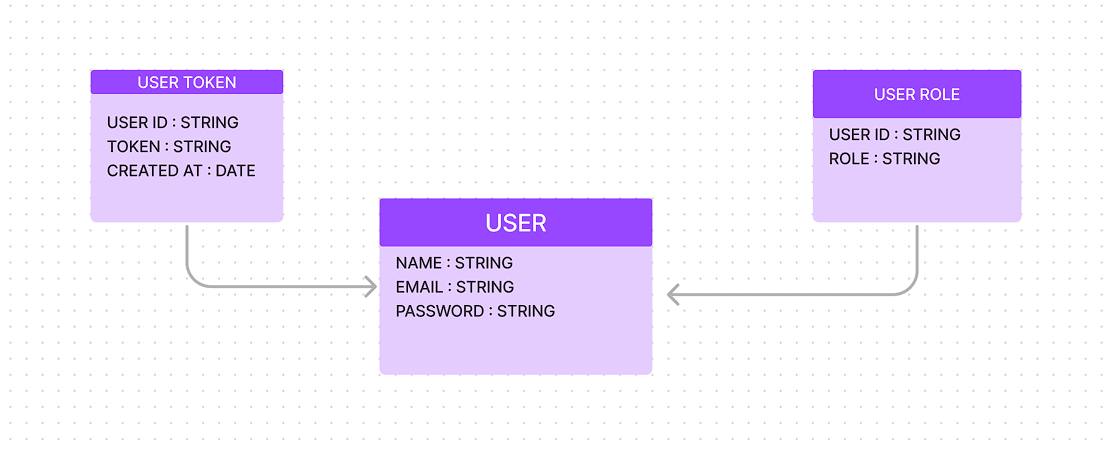 USER TOKEN
USER ID : STRING
TOKEN : STRING
CREATED AT : DATE
USER ROLE
USER ID : STRING
ROLE : STRING
USER
NAME : STRING
EMAIL : STRING
PASSWORD : STRING